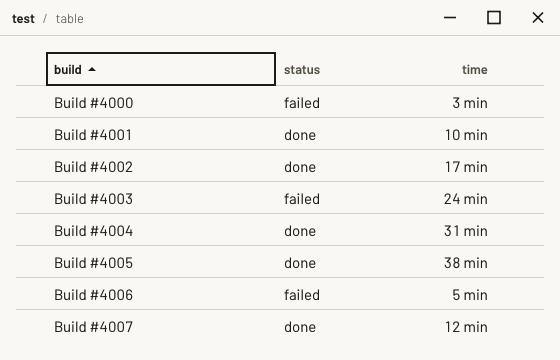 test / table
build status time
Build #4000 failed 3 min
Build #4001 done 10 min
Build #4002 done 17 min
Build #4003 failed 24 min
Build #4004 done 31 min
Build #4005 done 38 min
Build #4006 failed 5 min
Build #4007 done 12 min